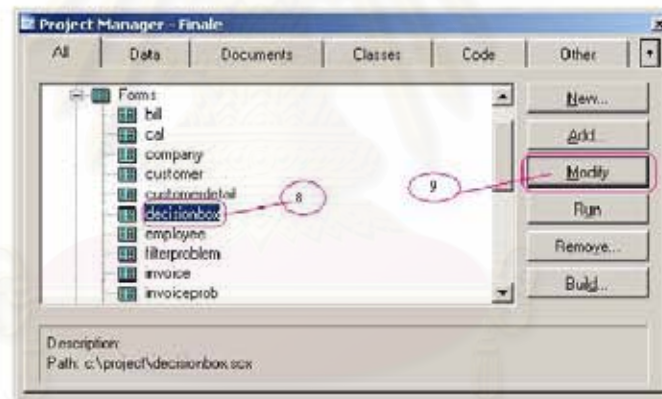 Project Manager - Finale
All Data Documents Classes Code Other
Forms
bill
cal
company
customer
customerdetail
decisionbox
employee
filterproblem
invoice
invoiceprob
8
9
New...
Add...
Modify
Run
Remove...
Build...
Description:
Path: c:\project\decisionbox.scx